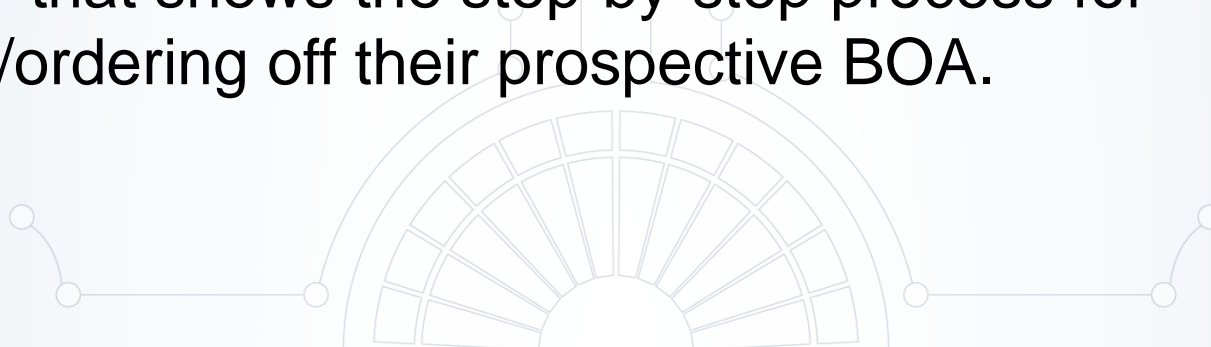 that shows the step-by-step process for
/ordering off their prospective BOA.